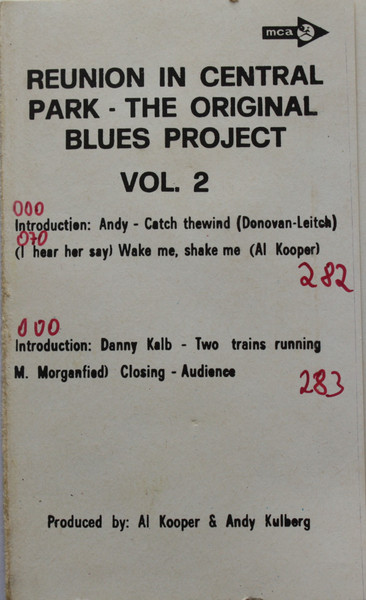 mca
REUNION IN CENTRAL
PARK - THE ORIGINAL
BLUES PROJECT
VOL. 2
000
Introduction: Andy - Catch thewind (Donovan-Leitch)
070
(I hear her say) Wake me, shake me (Al Kooper)
282
000
Introduction: Danny Kalb - Two trains running
M. Morganfied) Closing - Audience
283
Produced by: Al Kooper & Andy Kulberg